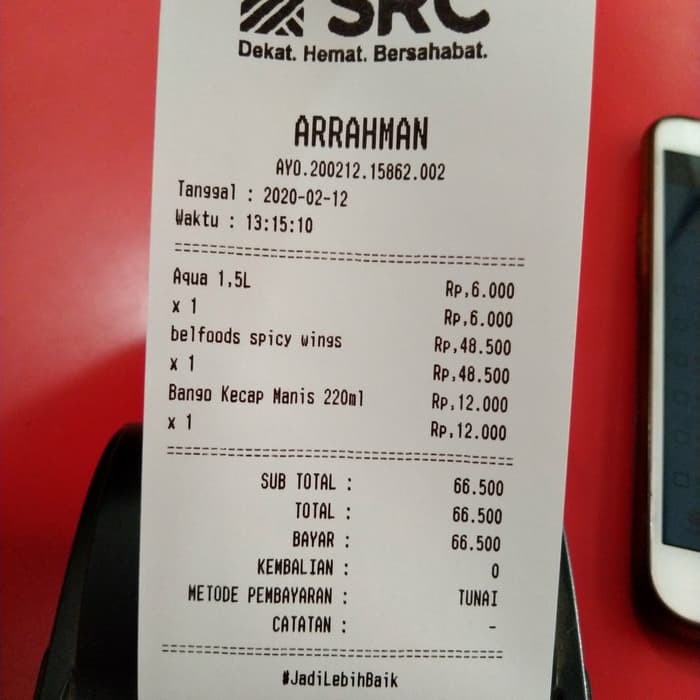 SRC
Dekat. Hemat. Bersahabat.
ARRAHMAN
AYO.200212.15862.002
Tanggal : 2020-02-12
Waktu : 13:15:10
Aqua 1,5L Rp,6.000
x 1 Rp,6.000
belfoods spicy wings Rp,48.500
x 1 Rp,48.500
Bango Kecap Manis 220ml Rp,12.000
x 1 Rp,12.000
SUB TOTAL : 66.500
TOTAL : 66.500
BAYAR : 66.500
KEMBALIAN : 0
METODE PEMBAYARAN : TUNAI
CATATAN : -
#JadiLebihBaik